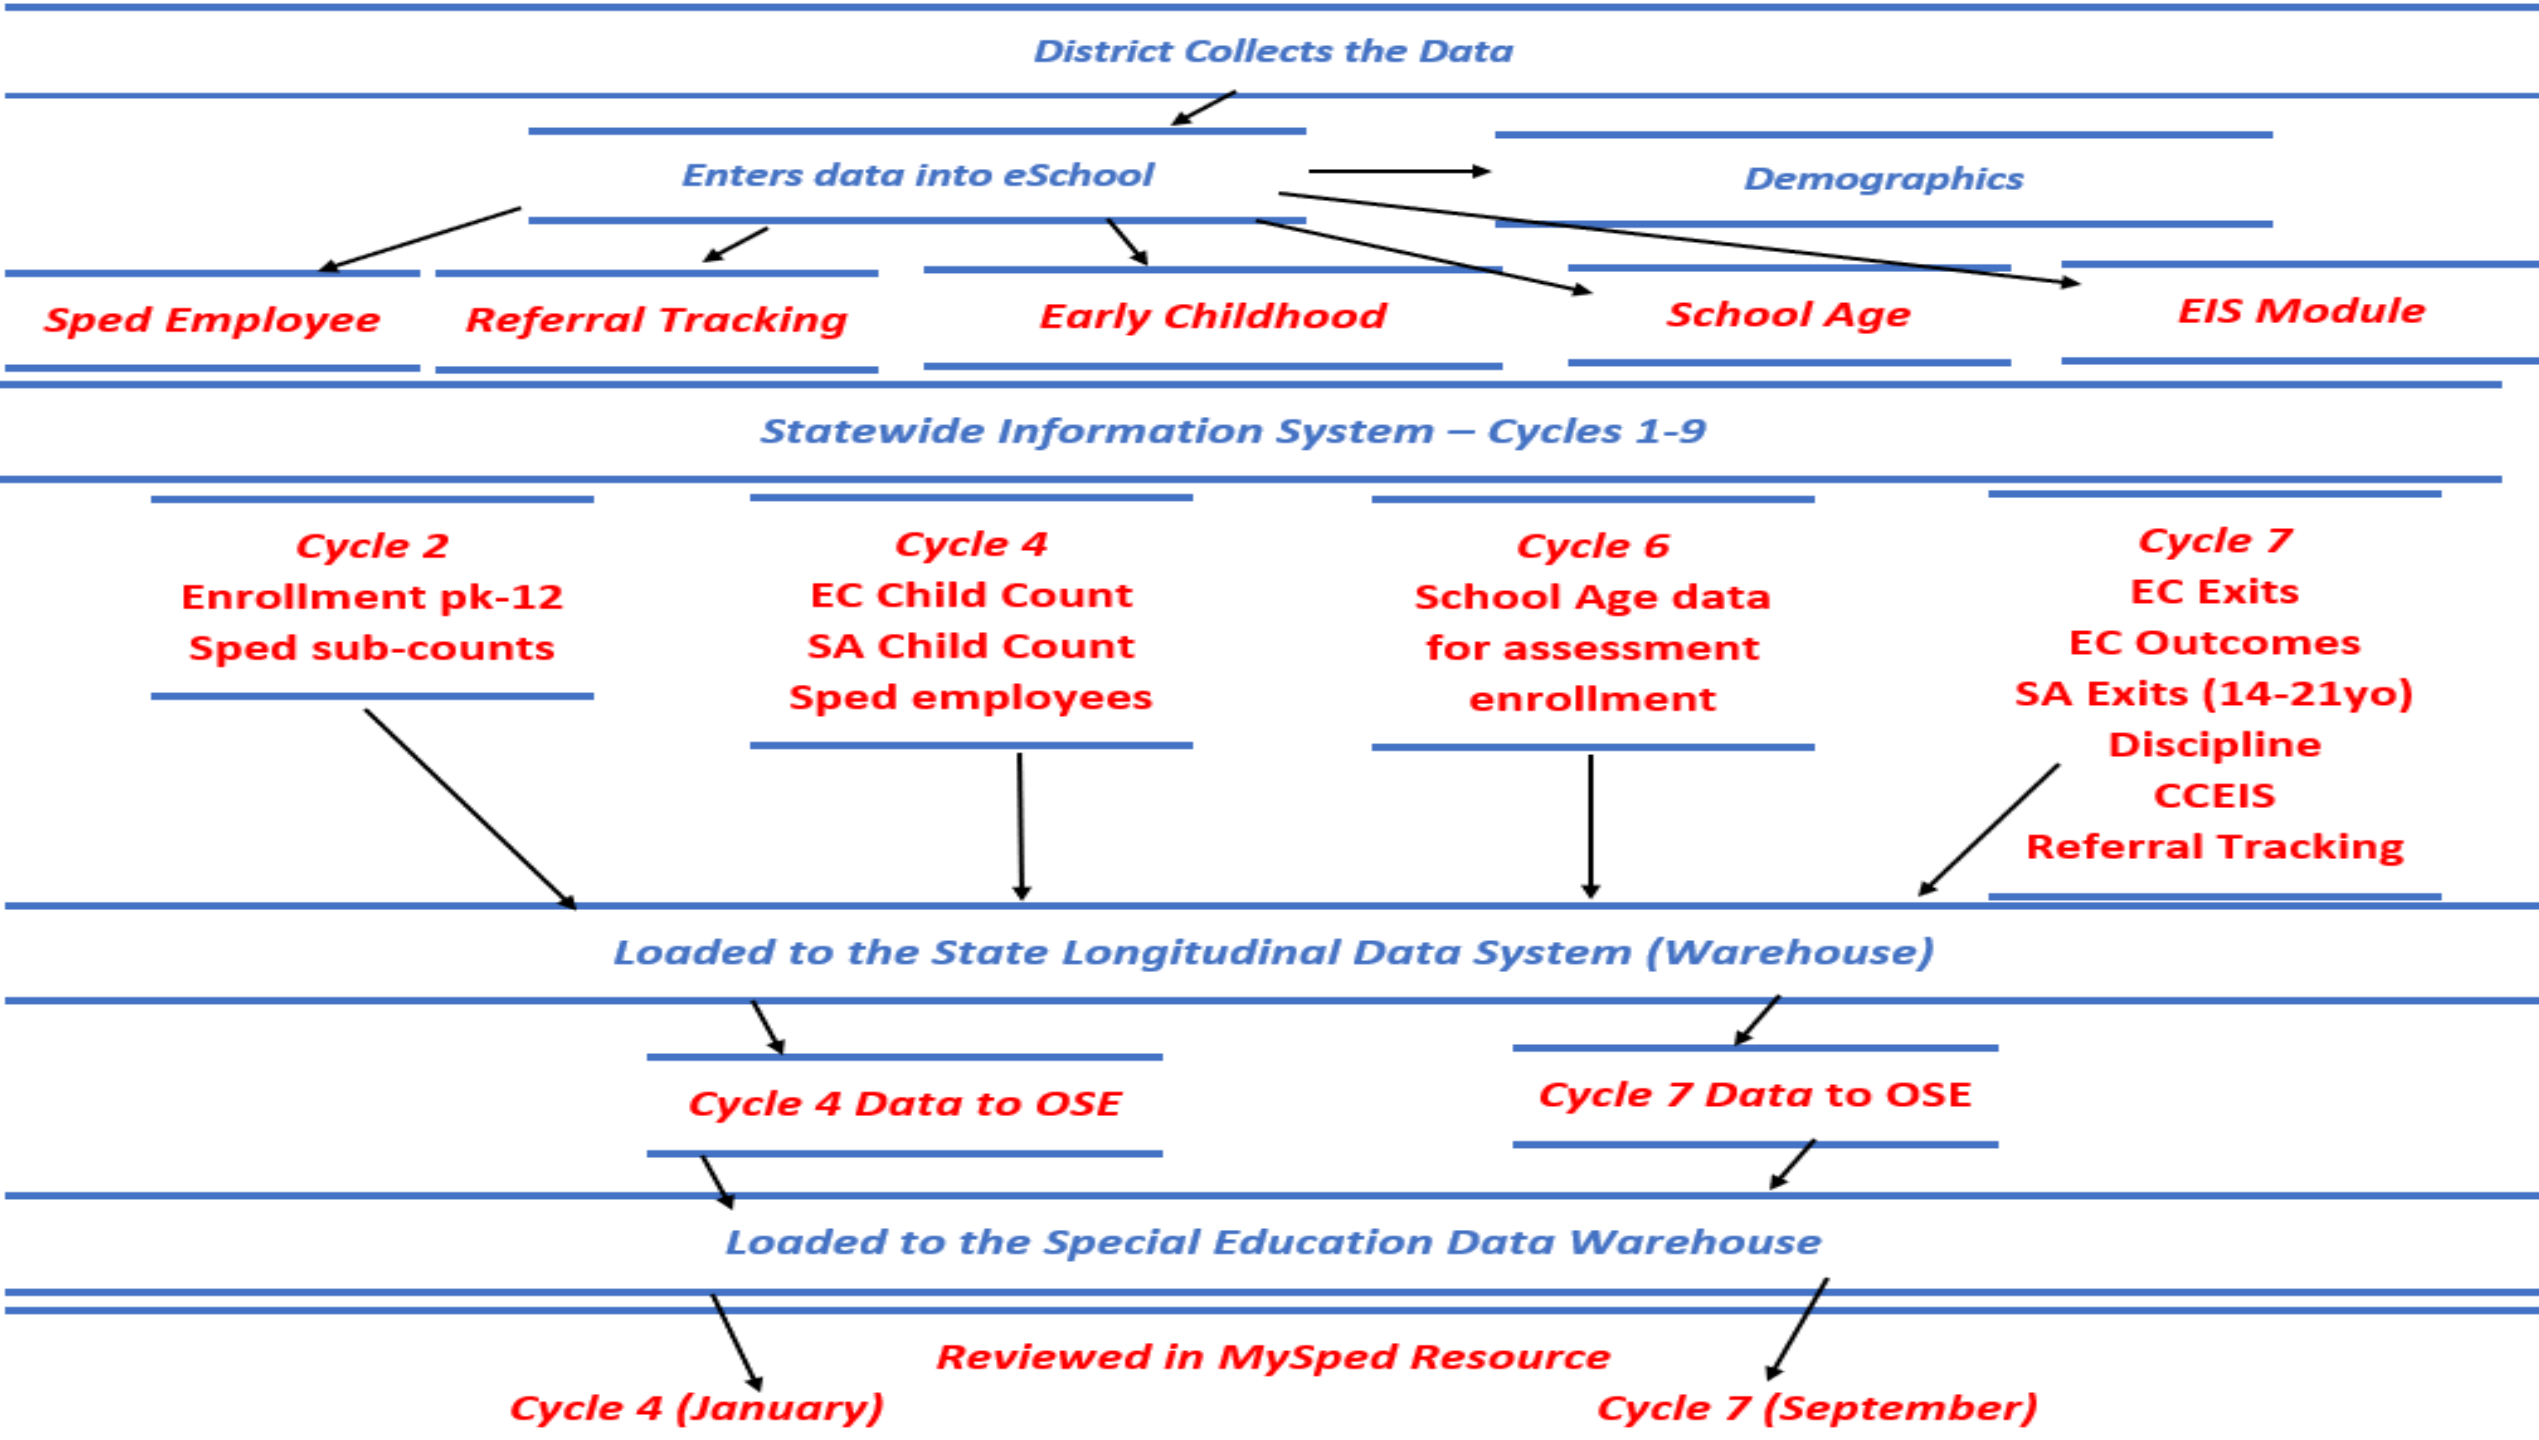 District Collects the Data
Enters data into eSchool
Demographics
Sped Employee
Referral Tracking
Early Childhood
School Age
EIS Module
Statewide Information System – Cycles 1-9
Cycle 2
Enrollment pk-12
Sped sub-counts
Cycle 4
EC Child Count
SA Child Count
Sped employees
Cycle 6
School Age data
for assessment
enrollment
Cycle 7
EC Exits
EC Outcomes
SA Exits (14-21yo)
Discipline
CCEIS
Referral Tracking
Loaded to the State Longitudinal Data System (Warehouse)
Cycle 4 Data to OSE
Cycle 7 Data to OSE
Loaded to the Special Education Data Warehouse
Reviewed in MySped Resource
Cycle 4 (January)
Cycle 7 (September)